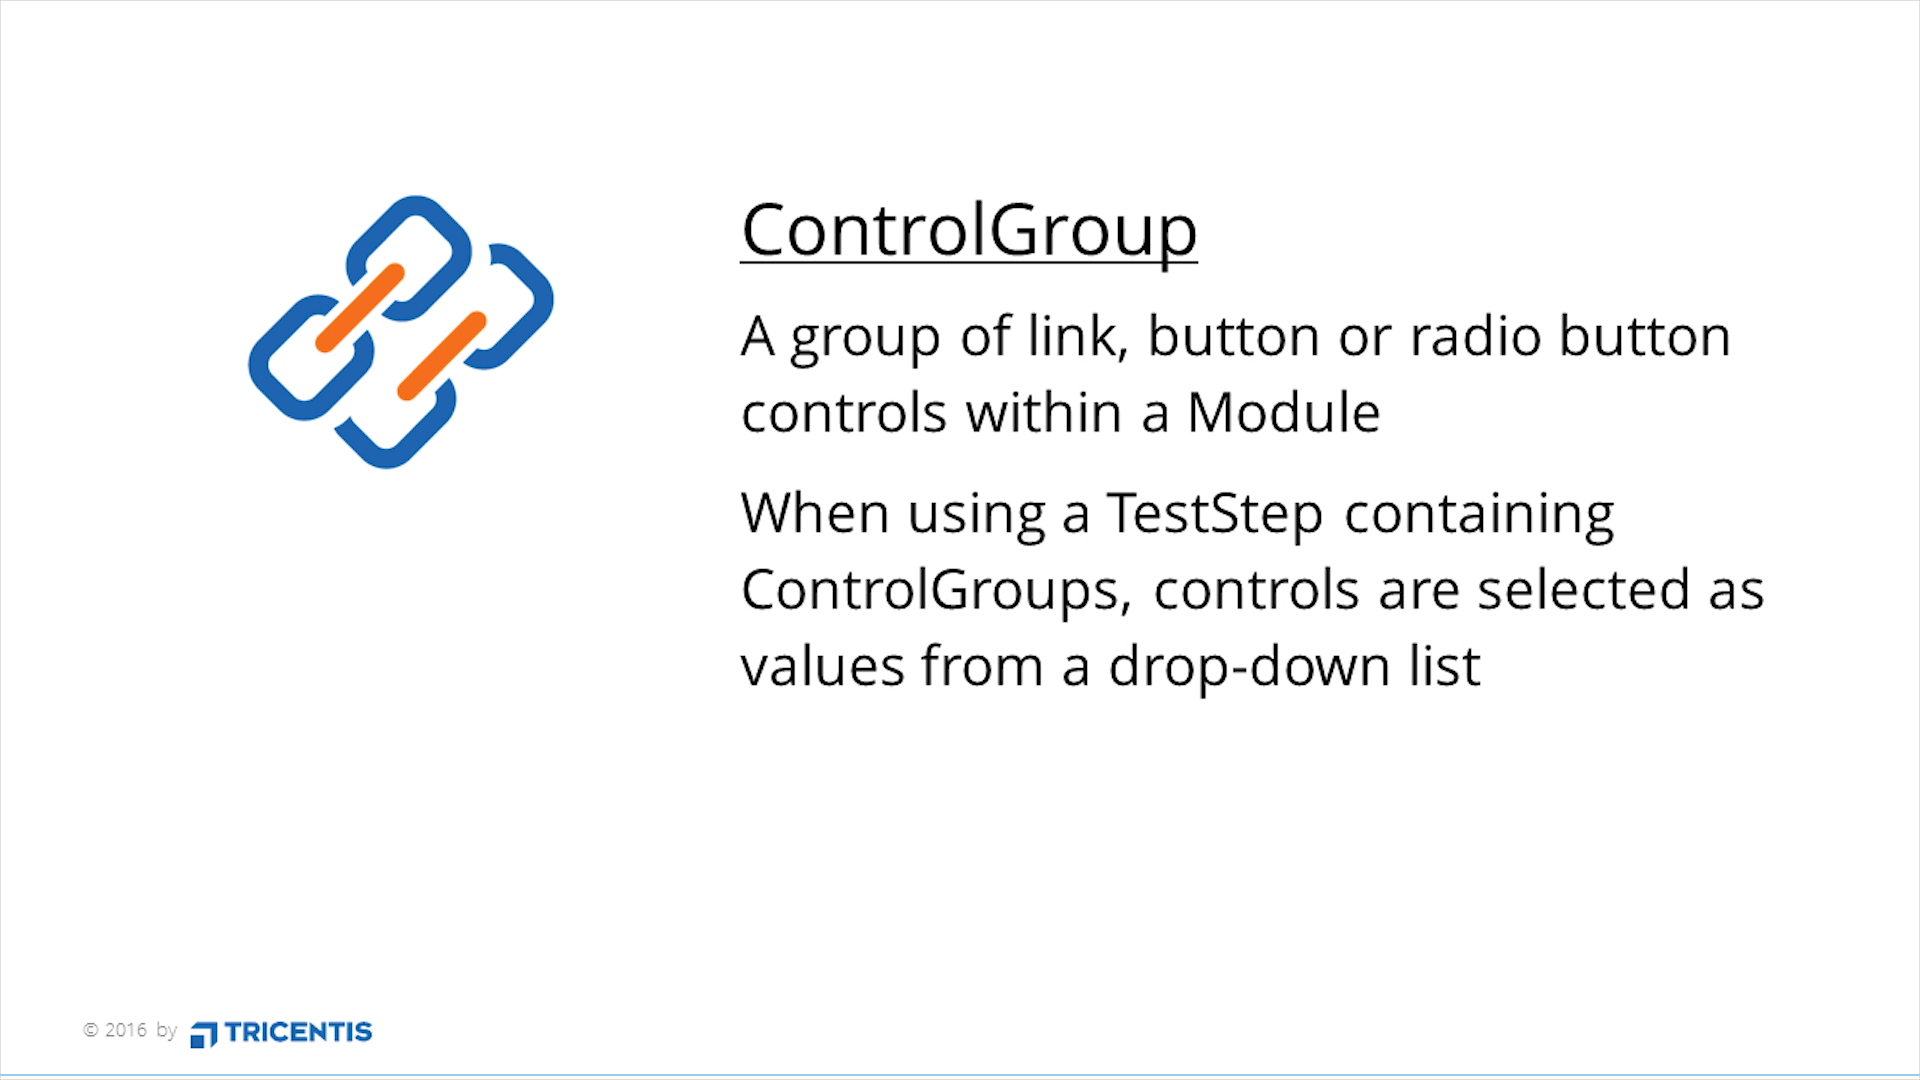 ControlGroup
A group of link, button or radio button
controls within a Module
When using a TestStep containing
ControlGroups, controls are selected as
values from a drop-down list
© 2016 by TRICENTIS